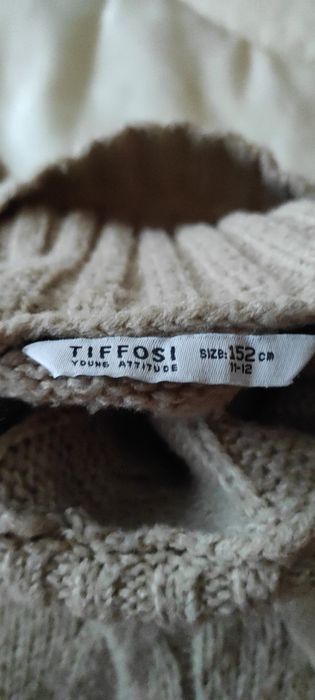 TIFFOSI
YOUNG ATTITUDE
SIZE: 152 cm
11-12